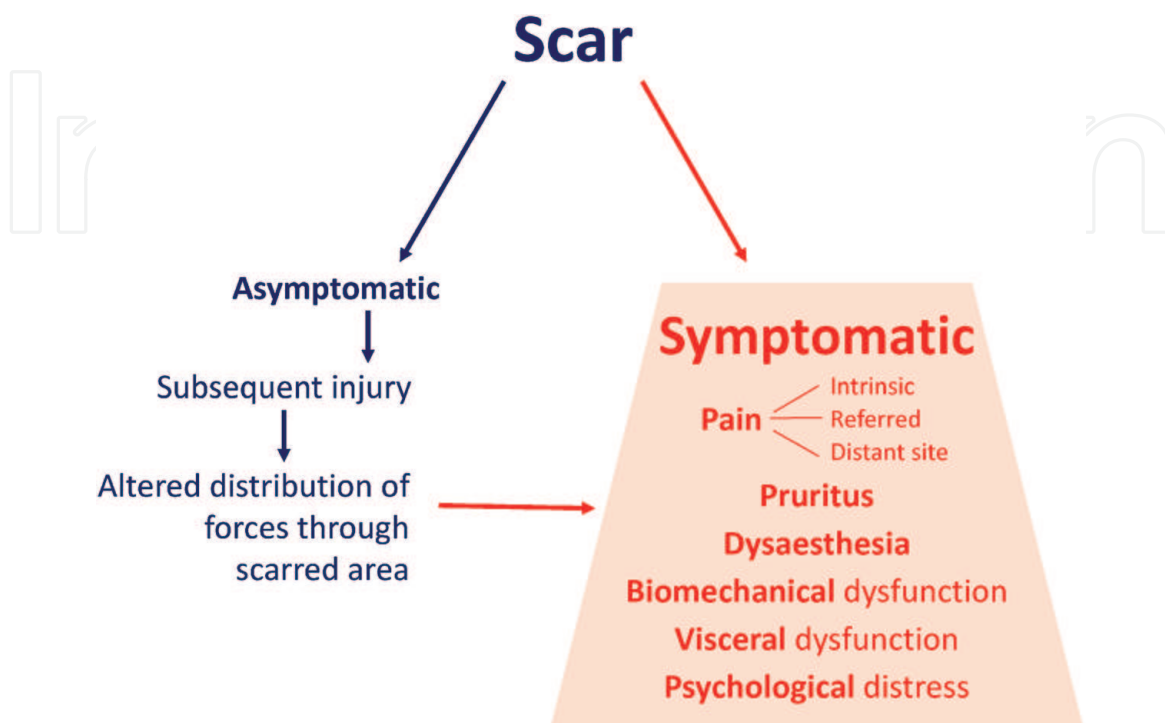 Scar
Asymptomatic
Subsequent injury
Altered distribution of
forces through
scarred area
Symptomatic
Pain
Intrinsic
Referred
Distant site
Pruritus
Dysaesthesia
Biomechanical dysfunction
Visceral dysfunction
Psychological distress